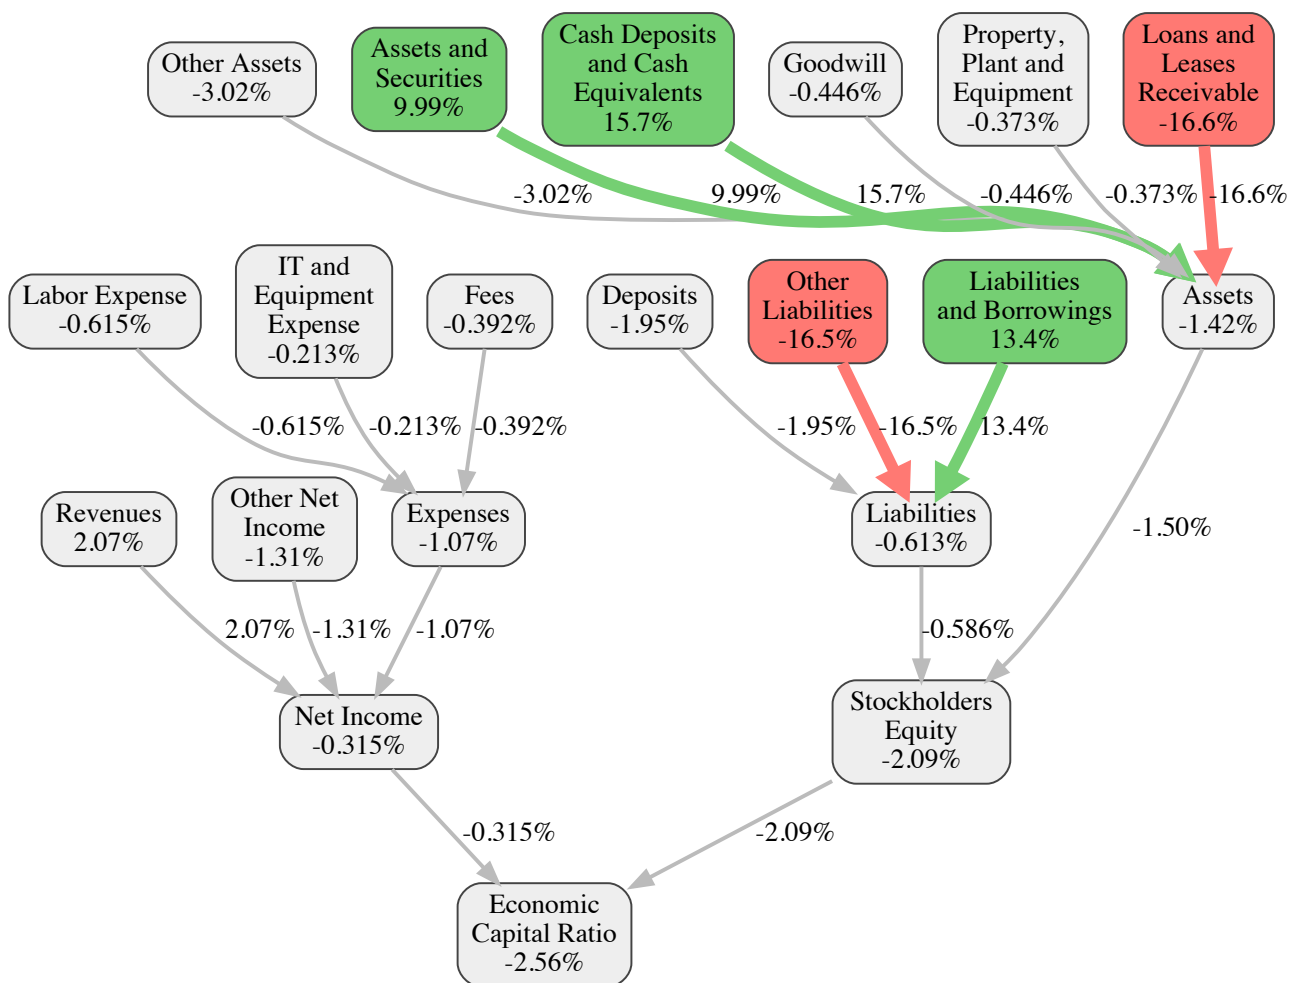 Other Assets
-3.02%
Assets and
Securities
9.99%
Cash Deposits
and Cash
Equivalents
15.7%
Goodwill
-0.446%
Property,
Plant and
Equipment
-0.373%
Loans and
Leases
Receivable
-16.6%
-3.02%
9.99%
15.7%
-0.446%
-0.373%
-16.6%
Labor Expense
-0.615%
IT and
Equipment
Expense
-0.213%
Fees
-0.392%
Deposits
-1.95%
Other
Liabilities
-16.5%
Liabilities
and Borrowings
13.4%
Assets
-1.42%
-0.615%
-0.213%
-0.392%
-1.95%
-16.5%
13.4%
Revenues
2.07%
Other Net
Income
-1.31%
Expenses
-1.07%
Liabilities
-0.613%
-1.50%
2.07%
-1.31%
-1.07%
-0.586%
Net Income
-0.315%
Stockholders
Equity
-2.09%
-0.315%
-2.09%
Economic
Capital Ratio
-2.56%